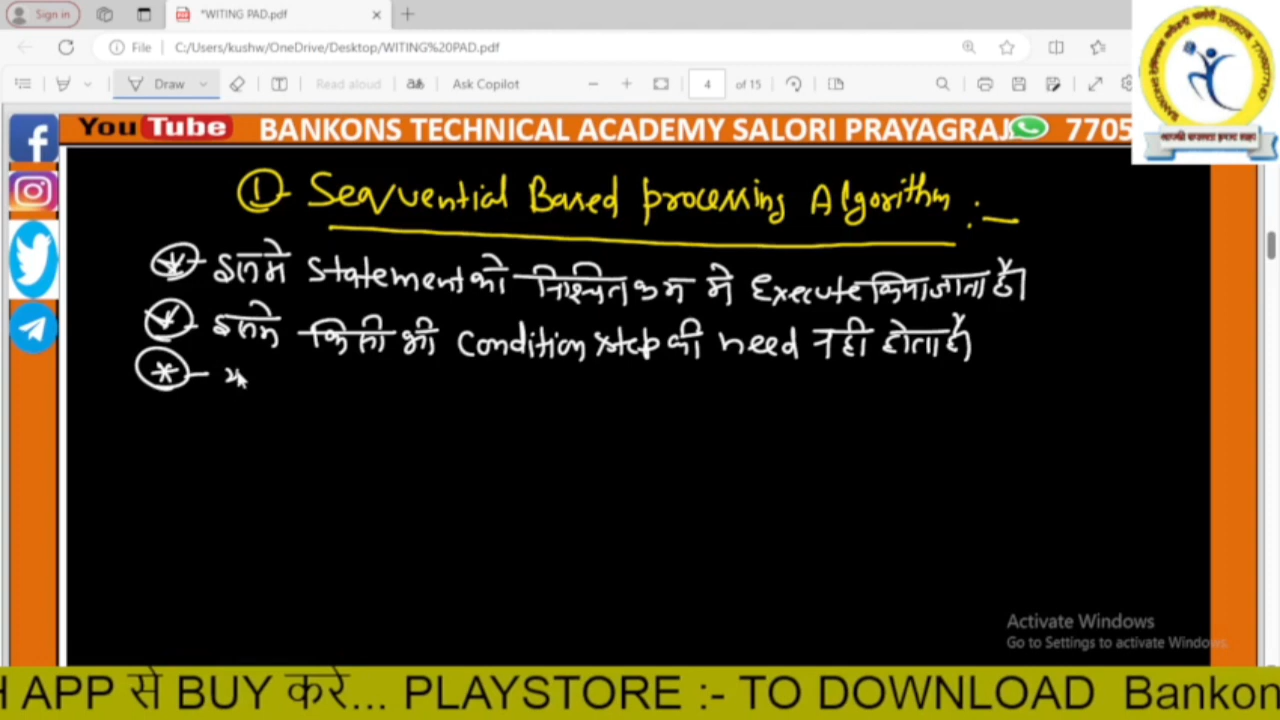 Sign in
*WITING PAD.pdf
File C:/Users/kushw/OneDrive/Desktop/WITING%20PAD.pdf
Draw Read aloud Ask Copilot 4 of 15
YouTube BANKONS TECHNICAL ACADEMY SALORI PRAYAGRAJ 7705
① Sequential Based processing Algorithm :-
इसमे Statement को निश्चित क्रम मे Execute किया जाता है।
इसमे किसी भी condition step की need नही होता है
Activate Windows
Go to Settings to activate Windows.
H APP से BUY करे... PLAYSTORE :- TO DOWNLOAD Bankon